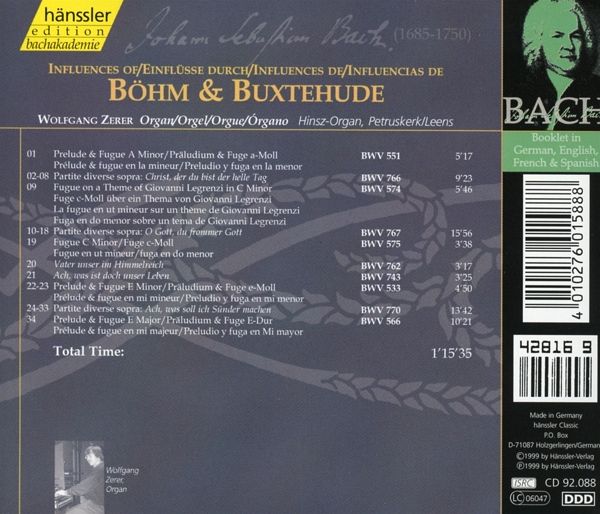 hänssler
edition
bachakademie
Johann Sebastian Bach. (1685-1750)
INFLUENCES OF/EINFLÜSSE DURCH/INFLUENCES DE/INFLUENCIAS DE
BÖHM & BUXTEHUDE
WOLFGANG ZERER Organ/Orgel/Orgue/Órgano Hinsz-Organ, Petruskerk/Leens
01 Prelude & Fugue A Minor/Präludium & Fuge a-Moll BWV 551 5'17
Prélude & fugue en la mineur/Preludio y fuga en la menor
02-08 Partite diverse sopra: Christ, der du bist der helle Tag BWV 766 9'23
09 Fugue on a Theme of Giovanni Legrenzi in C Minor BWV 574 5'46
Fuge c-Moll über ein Thema von Giovanni Legrenzi
La fugue en ut mineur sur un thème de Giovanni Legrenzi
Fuga en do menor sobre un tema de Giovanni Legrenzi
10-18 Partite diverse sopra: O Gott, du frommer Gott BWV 767 15'56
19 Fugue C Minor/Fuge c-Moll BWV 575 3'38
Fugue en ut mineur/fuga en do menor
20 Vater unser im Himmelreich BWV 762 3'17
21 Ach, was ist doch unser Leben BWV 743 3'25
22-23 Prelude & Fugue E Minor/Präludium & Fuge e-Moll BWV 533 4'50
Prélude & fugue en mi mineur/Preludio y fuga en mi menor
24-33 Partite diverse sopra: Ach, was soll ich Sünder machen BWV 770 13'42
34 Prelude & Fugue E Major/Präludium & Fuge E-Dur BWV 566 10'21
Prélude & fugue en mi majeur/Preludio y fuga en Mi mayor
Total Time: 1'15'35
Wolfgang
Zerer,
Organ
BACH
Booklet in
German, English,
French & Spanish
4 010276 015888
42816 9
Made in Germany
hänssler Classic
P.O. Box
D-71087 Holzgerlingen/German
©1999 by Hänssler-Verlag
℗1999 by Hänssler-Verlag
ISRC CD 92.088
LC 06047 DDD